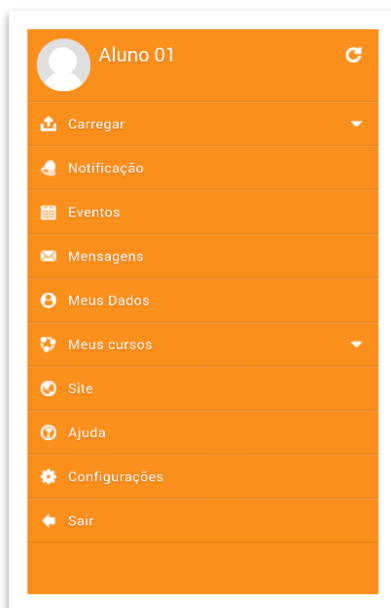 Aluno 01
Carregar
Notificação
Eventos
Mensagens
Meus Dados
Meus cursos
Site
Ajuda
Configurações
Sair